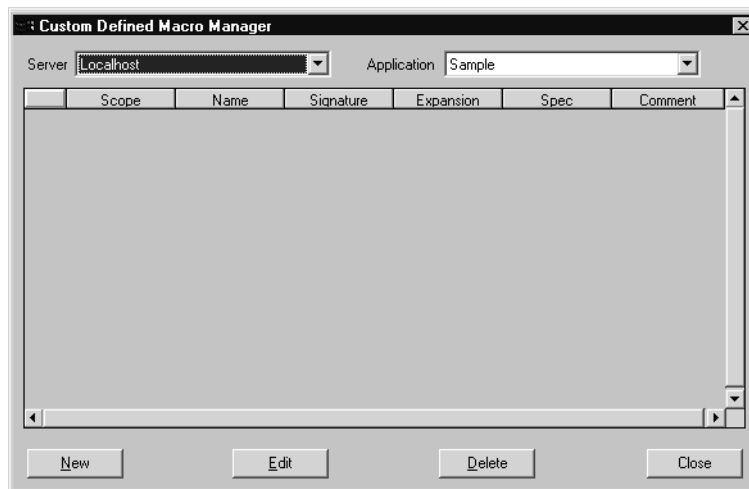 Custom Defined Macro Manager
Server Localhost Application Sample
Scope Name Signature Expansion Spec Comment
New Edit Delete Close